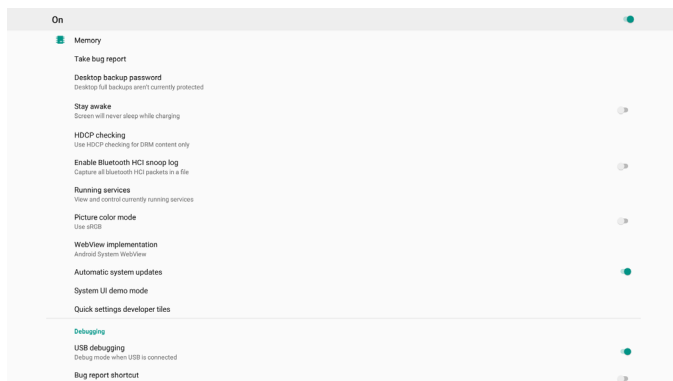 On
Memory
Take bug report
Desktop backup password
Desktop full backups aren't currently protected
Stay awake
Screen will never sleep while charging
HDCP checking
Use HDCP checking for DRM content only
Enable Bluetooth HCI snoop log
Capture all bluetooth HCI packets in a file
Running services
View and control currently running services
Picture color mode
Use sRGB
WebView implementation
Android System WebView
Automatic system updates
System UI demo mode
Quick settings developer tiles
Debugging
USB debugging
Debug mode when USB is connected
Bug report shortcut